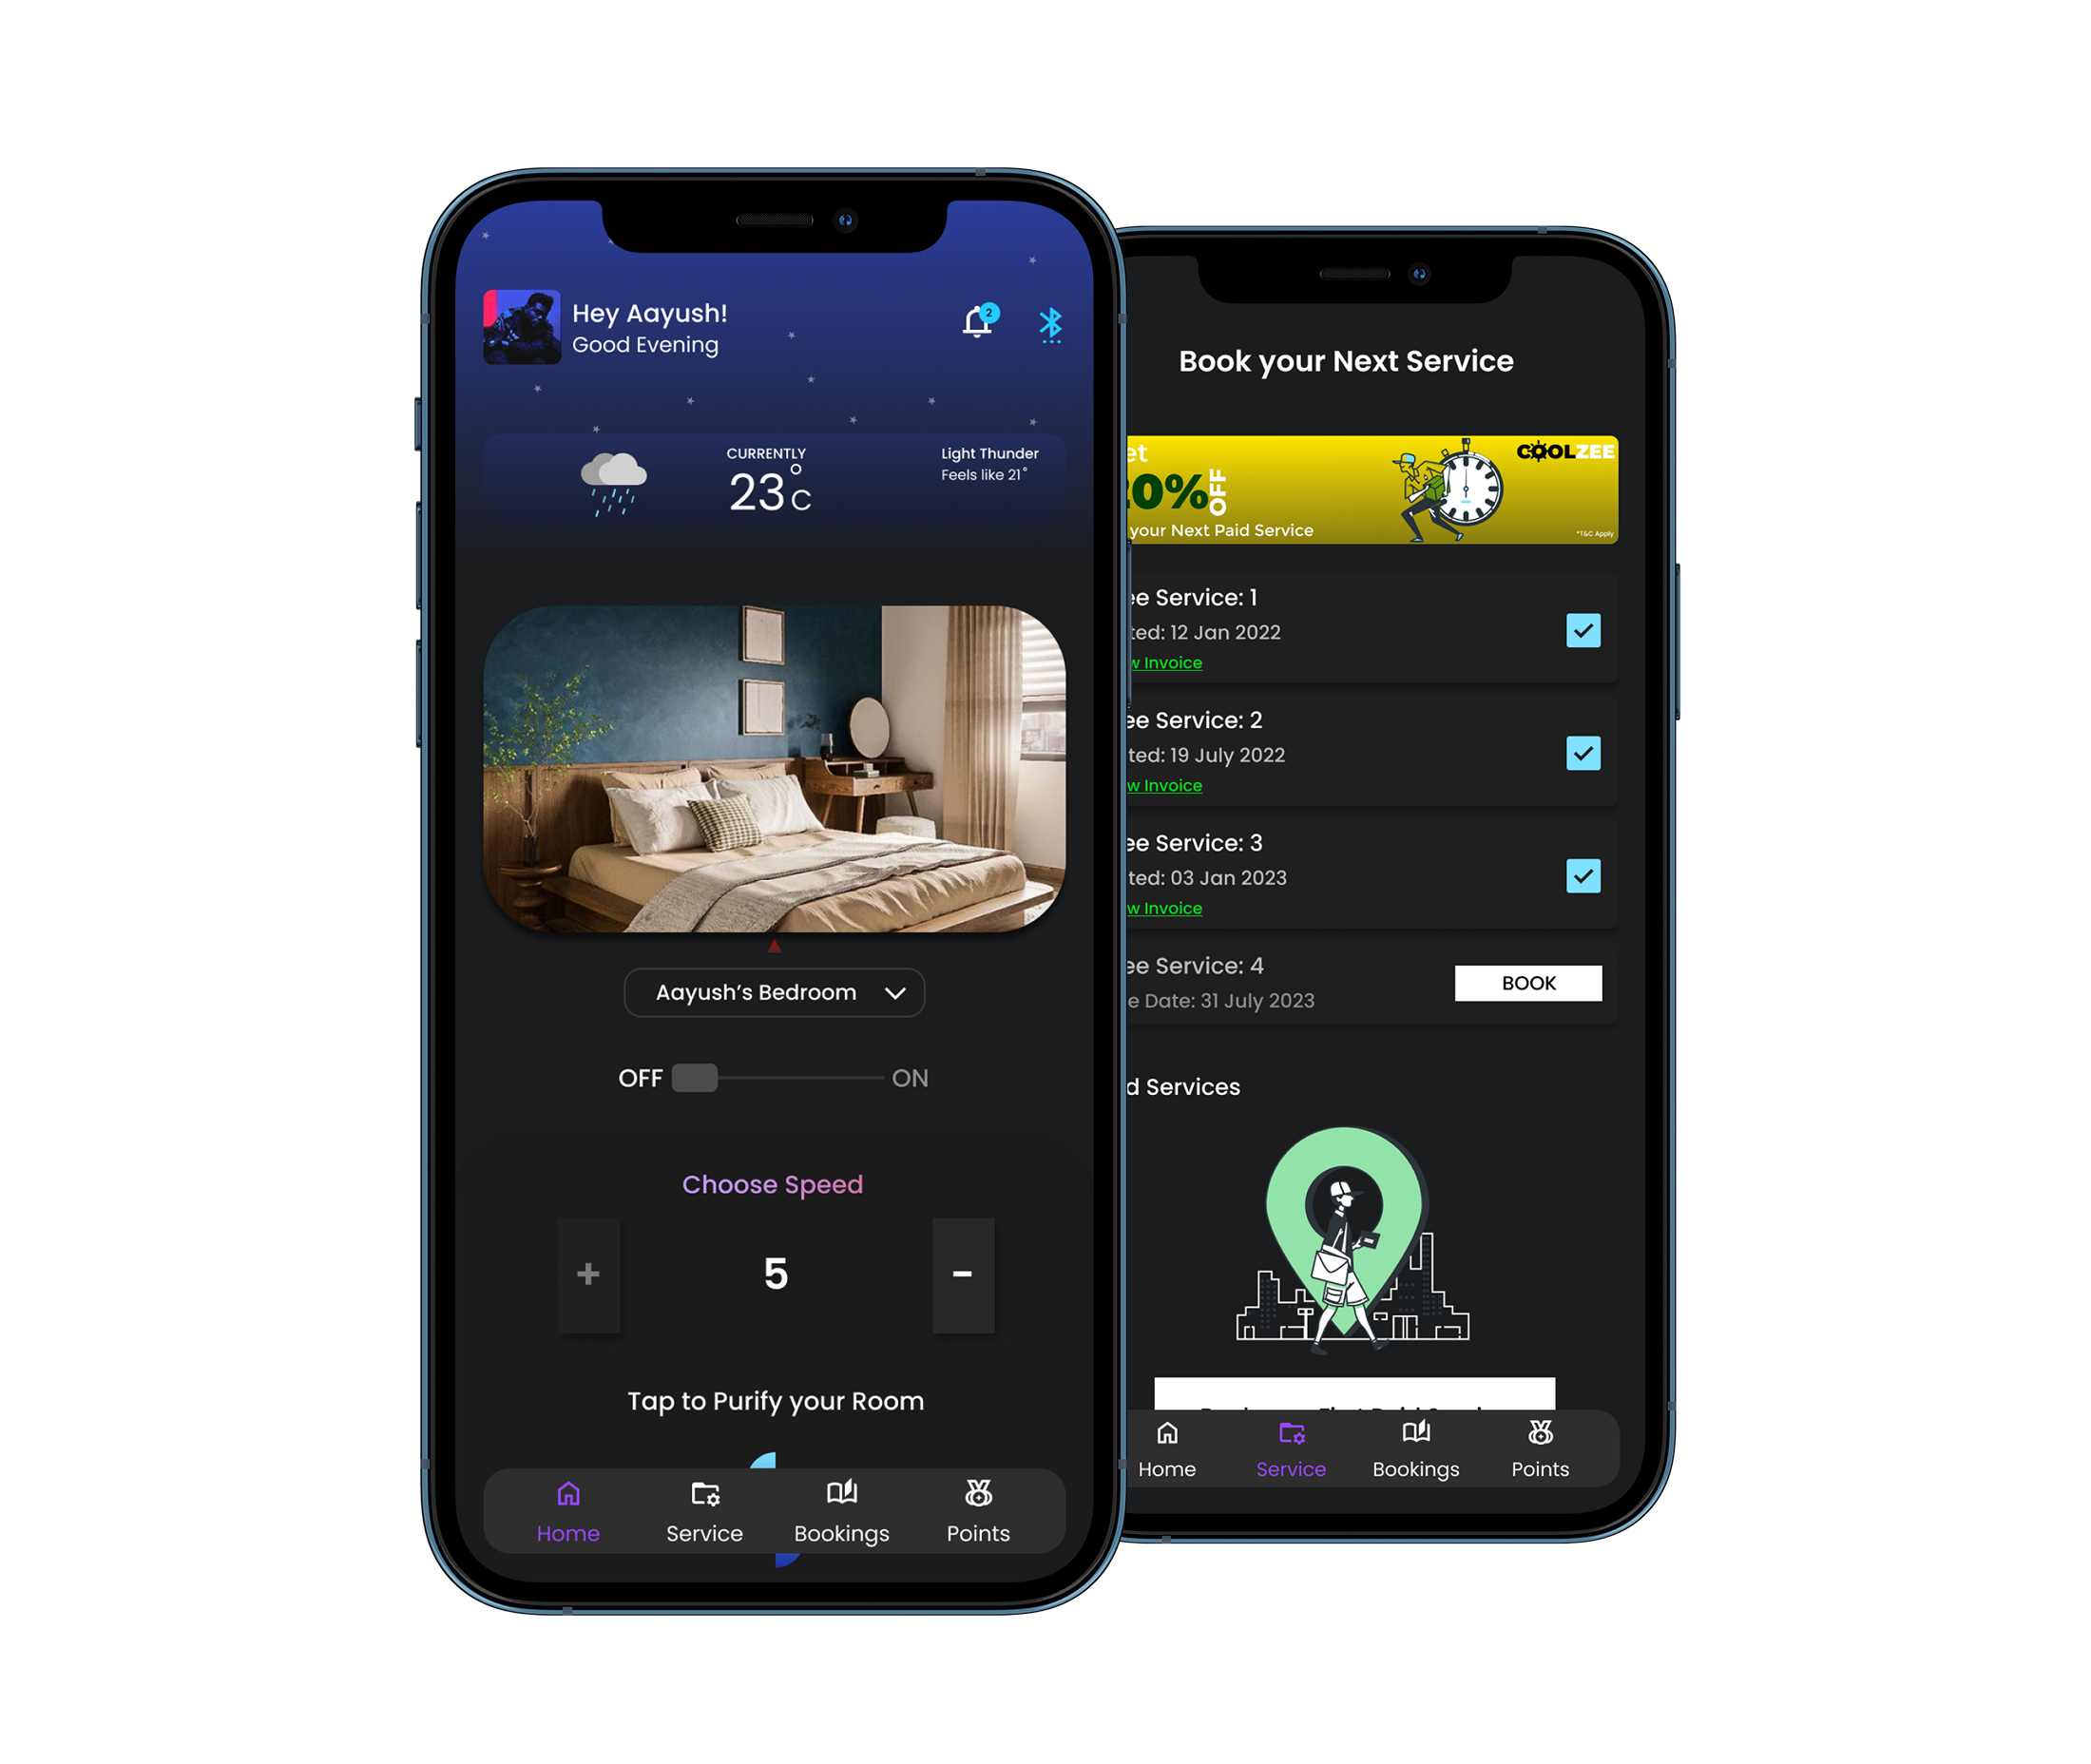 Hey Aayush!
Good Evening
2
CURRENTLY
23°C
Light Thunder
Feels like 21°
Aayush's Bedroom
OFF ON
Choose Speed
+ 5 -
Tap to Purify your Room
Home Service Bookings Points
Book your Next Service
et
20% OFF
your Next Paid Service
COOLZEE
*T&C Apply
ee Service: 1
ted: 12 Jan 2022
w Invoice
ee Service: 2
ted: 19 July 2022
w Invoice
ee Service: 3
ted: 03 Jan 2023
w Invoice
ee Service: 4
e Date: 31 July 2023
BOOK
d Services
Home Service Bookings Points